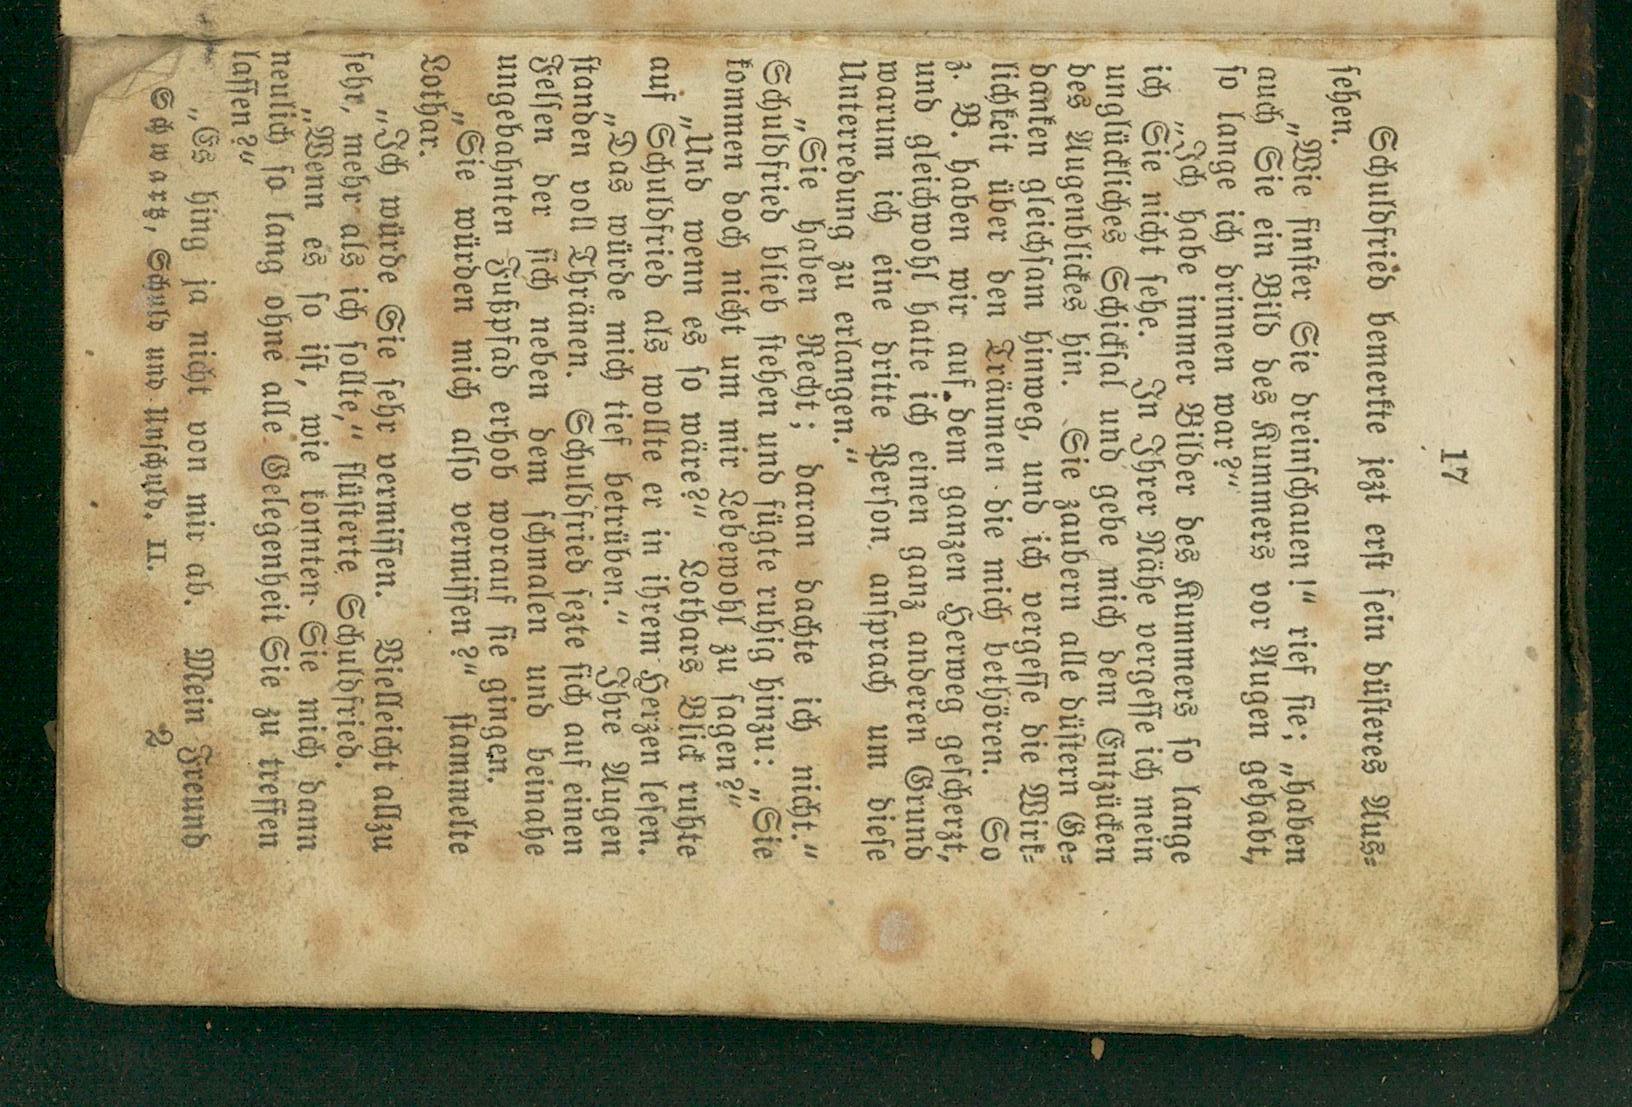 17
Schuldfried bemerkte jezt erst sein düsteres Aus-
sehen.
„Wie finster Sie dreinschauen!“ rief sie; „haben
auch Sie ein Bild des Kummers vor Augen gehabt,
so lange ich drinnen war?“
„Ich habe immer Bilder des Kummers so lange
ich Sie nicht sehe. In Ihrer Nähe vergesse ich mein
unglückliches Schicksal und gebe mich dem Entzücken
des Augenblickes hin. Sie zaubern alle düstern Ge-
danken gleichsam hinweg, und ich vergesse die Wirk-
lichkeit über den Träumen die mich bethören. So
z. B. haben wir auf dem ganzen Herweg gescherzt,
und gleichwohl hatte ich einen ganz anderen Grund
warum ich eine dritte Person ansprach um diese
Unterredung zu erlangen.“
„Sie haben Recht; daran dachte ich nicht.“
Schuldfried blieb stehen und fügte ruhig hinzu: „Sie
kommen doch nicht um mir Lebewohl zu sagen?“
„Und wenn es so wäre?“ Lothars Blick ruhte
auf Schuldfried als wollte er in ihrem Herzen lesen.
„Das würde mich tief betrüben.“ Ihre Augen
standen voll Thränen. Schuldfried sezte sich auf einen
Felsen der sich neben dem schmalen und beinahe
ungebahnten Fußpfad erhob worauf sie gingen.
„Sie würden mich also vermissen?“ stammelte
Lothar.
„Ich würde Sie sehr vermissen. Vielleicht allzu
sehr, mehr als ich sollte,“ flüsterte Schuldfried.
„Wenn es so ist, wie konnten Sie mich dann
neulich so lang ohne alle Gelegenheit Sie zu treffen
lassen?“
„Es hing ja nicht von mir ab. Mein Freund
Schwartz, Schuld und Unschuld. II. 2